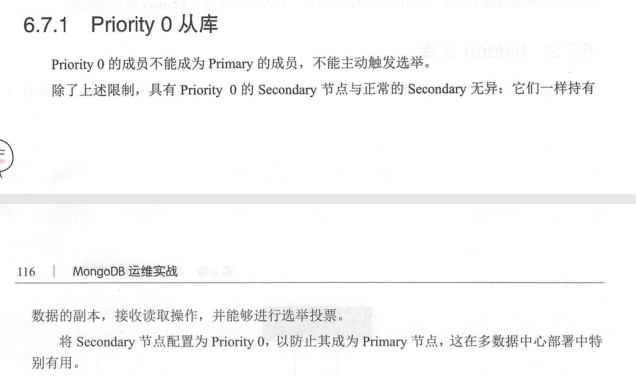 6.7.1 Priority 0 从库
Priority 0 的成员不能成为 Primary 的成员，不能主动触发选举。
除了上述限制，具有 Priority 0 的 Secondary 节点与正常的 Secondary 无异：它们一样持有
116 | MongoDB 运维实战
数据的副本，接收读取操作，并能够进行选举投票。
将 Secondary 节点配置为 Priority 0，以防止其成为 Primary 节点，这在多数据中心部署中特
别有用。